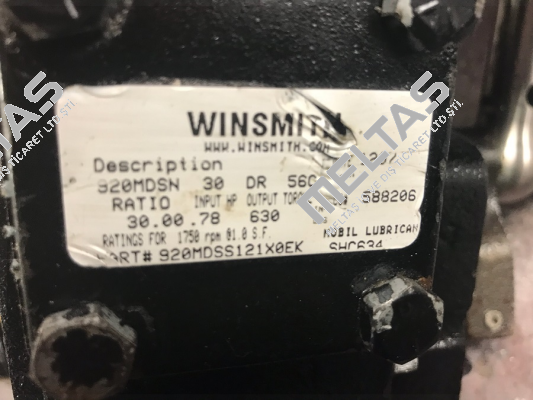 WINSMITH
WWW.WINSMITH.COM
Description
920MDSN 30 DR
RATIO INPUT HP OUTPUT TORQ 588206
30.00 .78 630
RATINGS FOR 1750 rpm @1.0 S.F. MOBIL LUBRICAN
PART# 920MDSS121X0EK SHC634
MELTAS